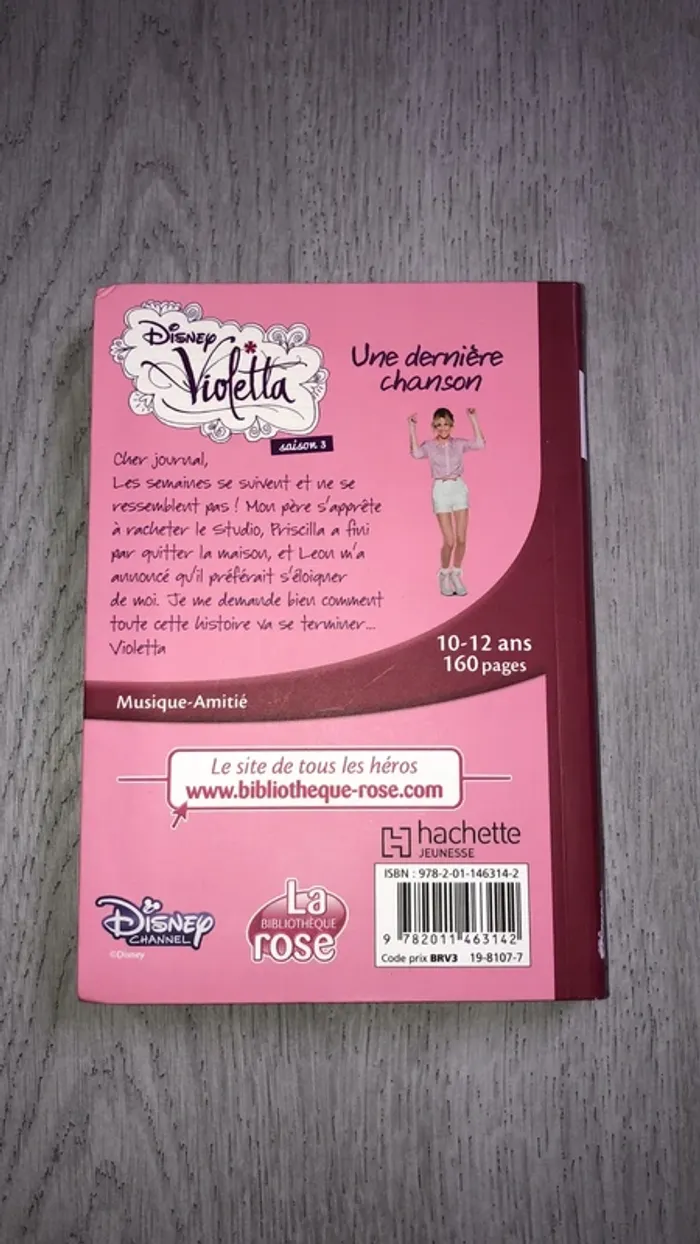 Disney
Violetta
saison 3
Une dernière
chanson
Cher journal,
Les semaines se suivent et ne se
ressemblent pas ! Mon père s'apprête
à racheter le Studio, Priscilla a fini
par quitter la maison, et Leon m'a
annoncé qu'il préférait s'éloigner
de moi. Je me demande bien comment
toute cette histoire va se terminer...
Violetta
10-12 ans
160 pages
Musique-Amitié
Le site de tous les héros
www.bibliotheque-rose.com
hachette
JEUNESSE
ISBN : 978-2-01-146314-2
9 782011 463142
Code prix BRV3 19-8107-7
Disney
CHANNEL
©Disney
La
BIBLIOTHÈQUE
rose